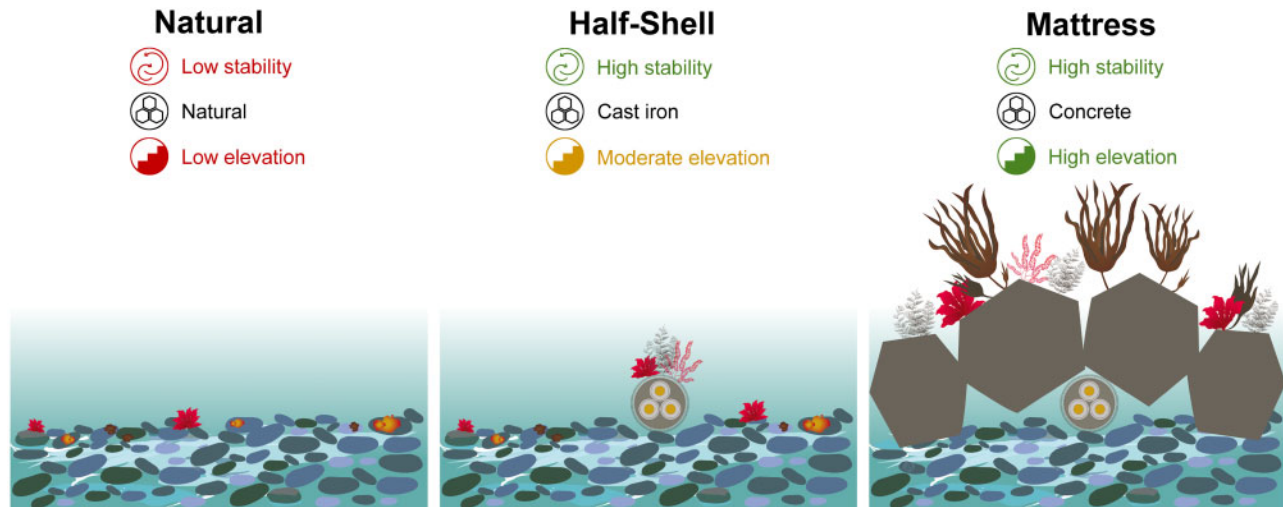 Natural
Low stability
Natural
Low elevation
Half-Shell
High stability
Cast iron
Moderate elevation
Mattress
High stability
Concrete
High elevation